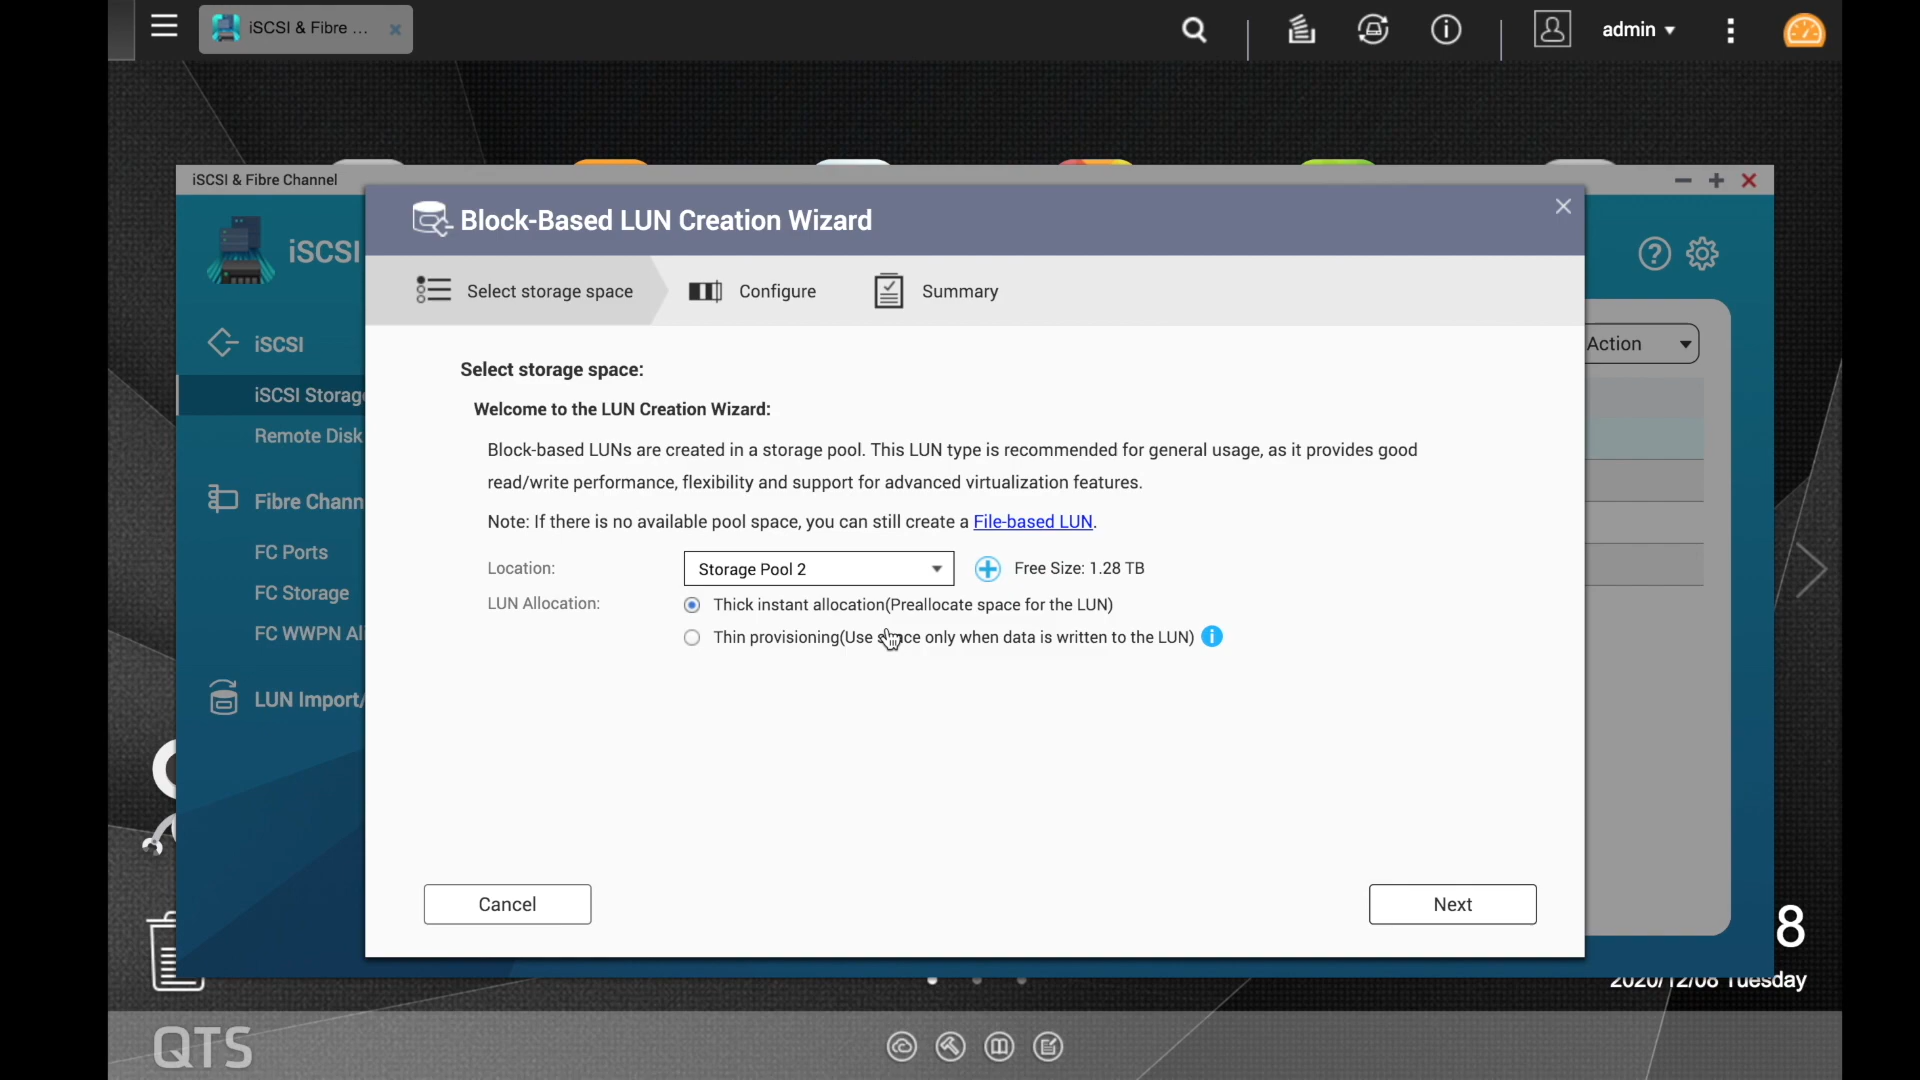 iSCSI & Fibre ...
admin
iSCSI & Fibre Channel
Block-Based LUN Creation Wizard
iSCSI
Select storage space
Configure
Summary
iSCSI
Action
Select storage space:
iSCSI Storage
Welcome to the LUN Creation Wizard:
Remote Disk
Block-based LUNs are created in a storage pool. This LUN type is recommended for general usage, as it provides good
read/write performance, flexibility and support for advanced virtualization features.
Fibre Chann
Note: If there is no available pool space, you can still create a File-based LUN.
FC Ports
Location:
Storage Pool 2
Free Size: 1.28 TB
FC Storage
LUN Allocation:
Thick instant allocation(Preallocate space for the LUN)
FC WWPN Al
Thin provisioning(Use space only when data is written to the LUN)
LUN Import/
Cancel
Next
8
2020/12/08 Tuesday
QTS